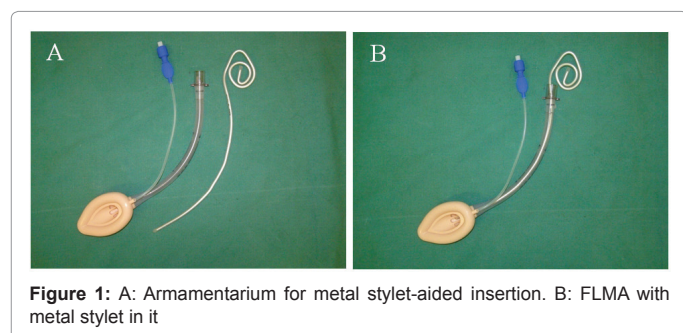 A
B
Figure 1: A: Armamentarium for metal stylet-aided insertion. B: FLMA with
metal stylet in it